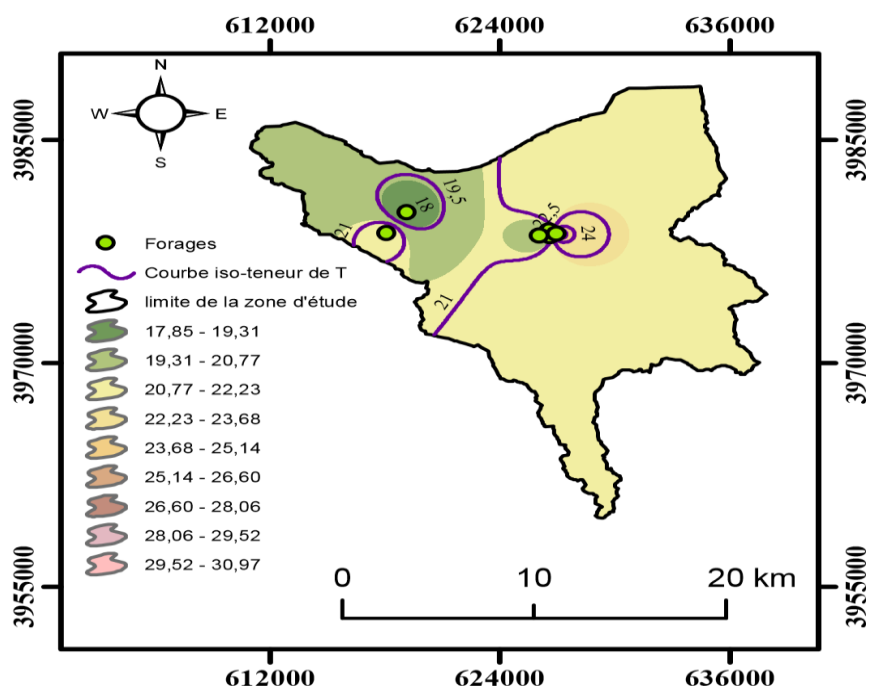 612000 624000 636000
N
W E
S
3985000 3985000
19,5
18
21
22,5
24
Forages
Courbe iso-teneur de T
21
limite de la zone d'étude
17,85 - 19,31
19,31 - 20,77
3970000 3970000
20,77 - 22,23
22,23 - 23,68
23,68 - 25,14
25,14 - 26,60
26,60 - 28,06
28,06 - 29,52
29,52 - 30,97
3955000 3955000
0 10 20 km
612000 624000 636000